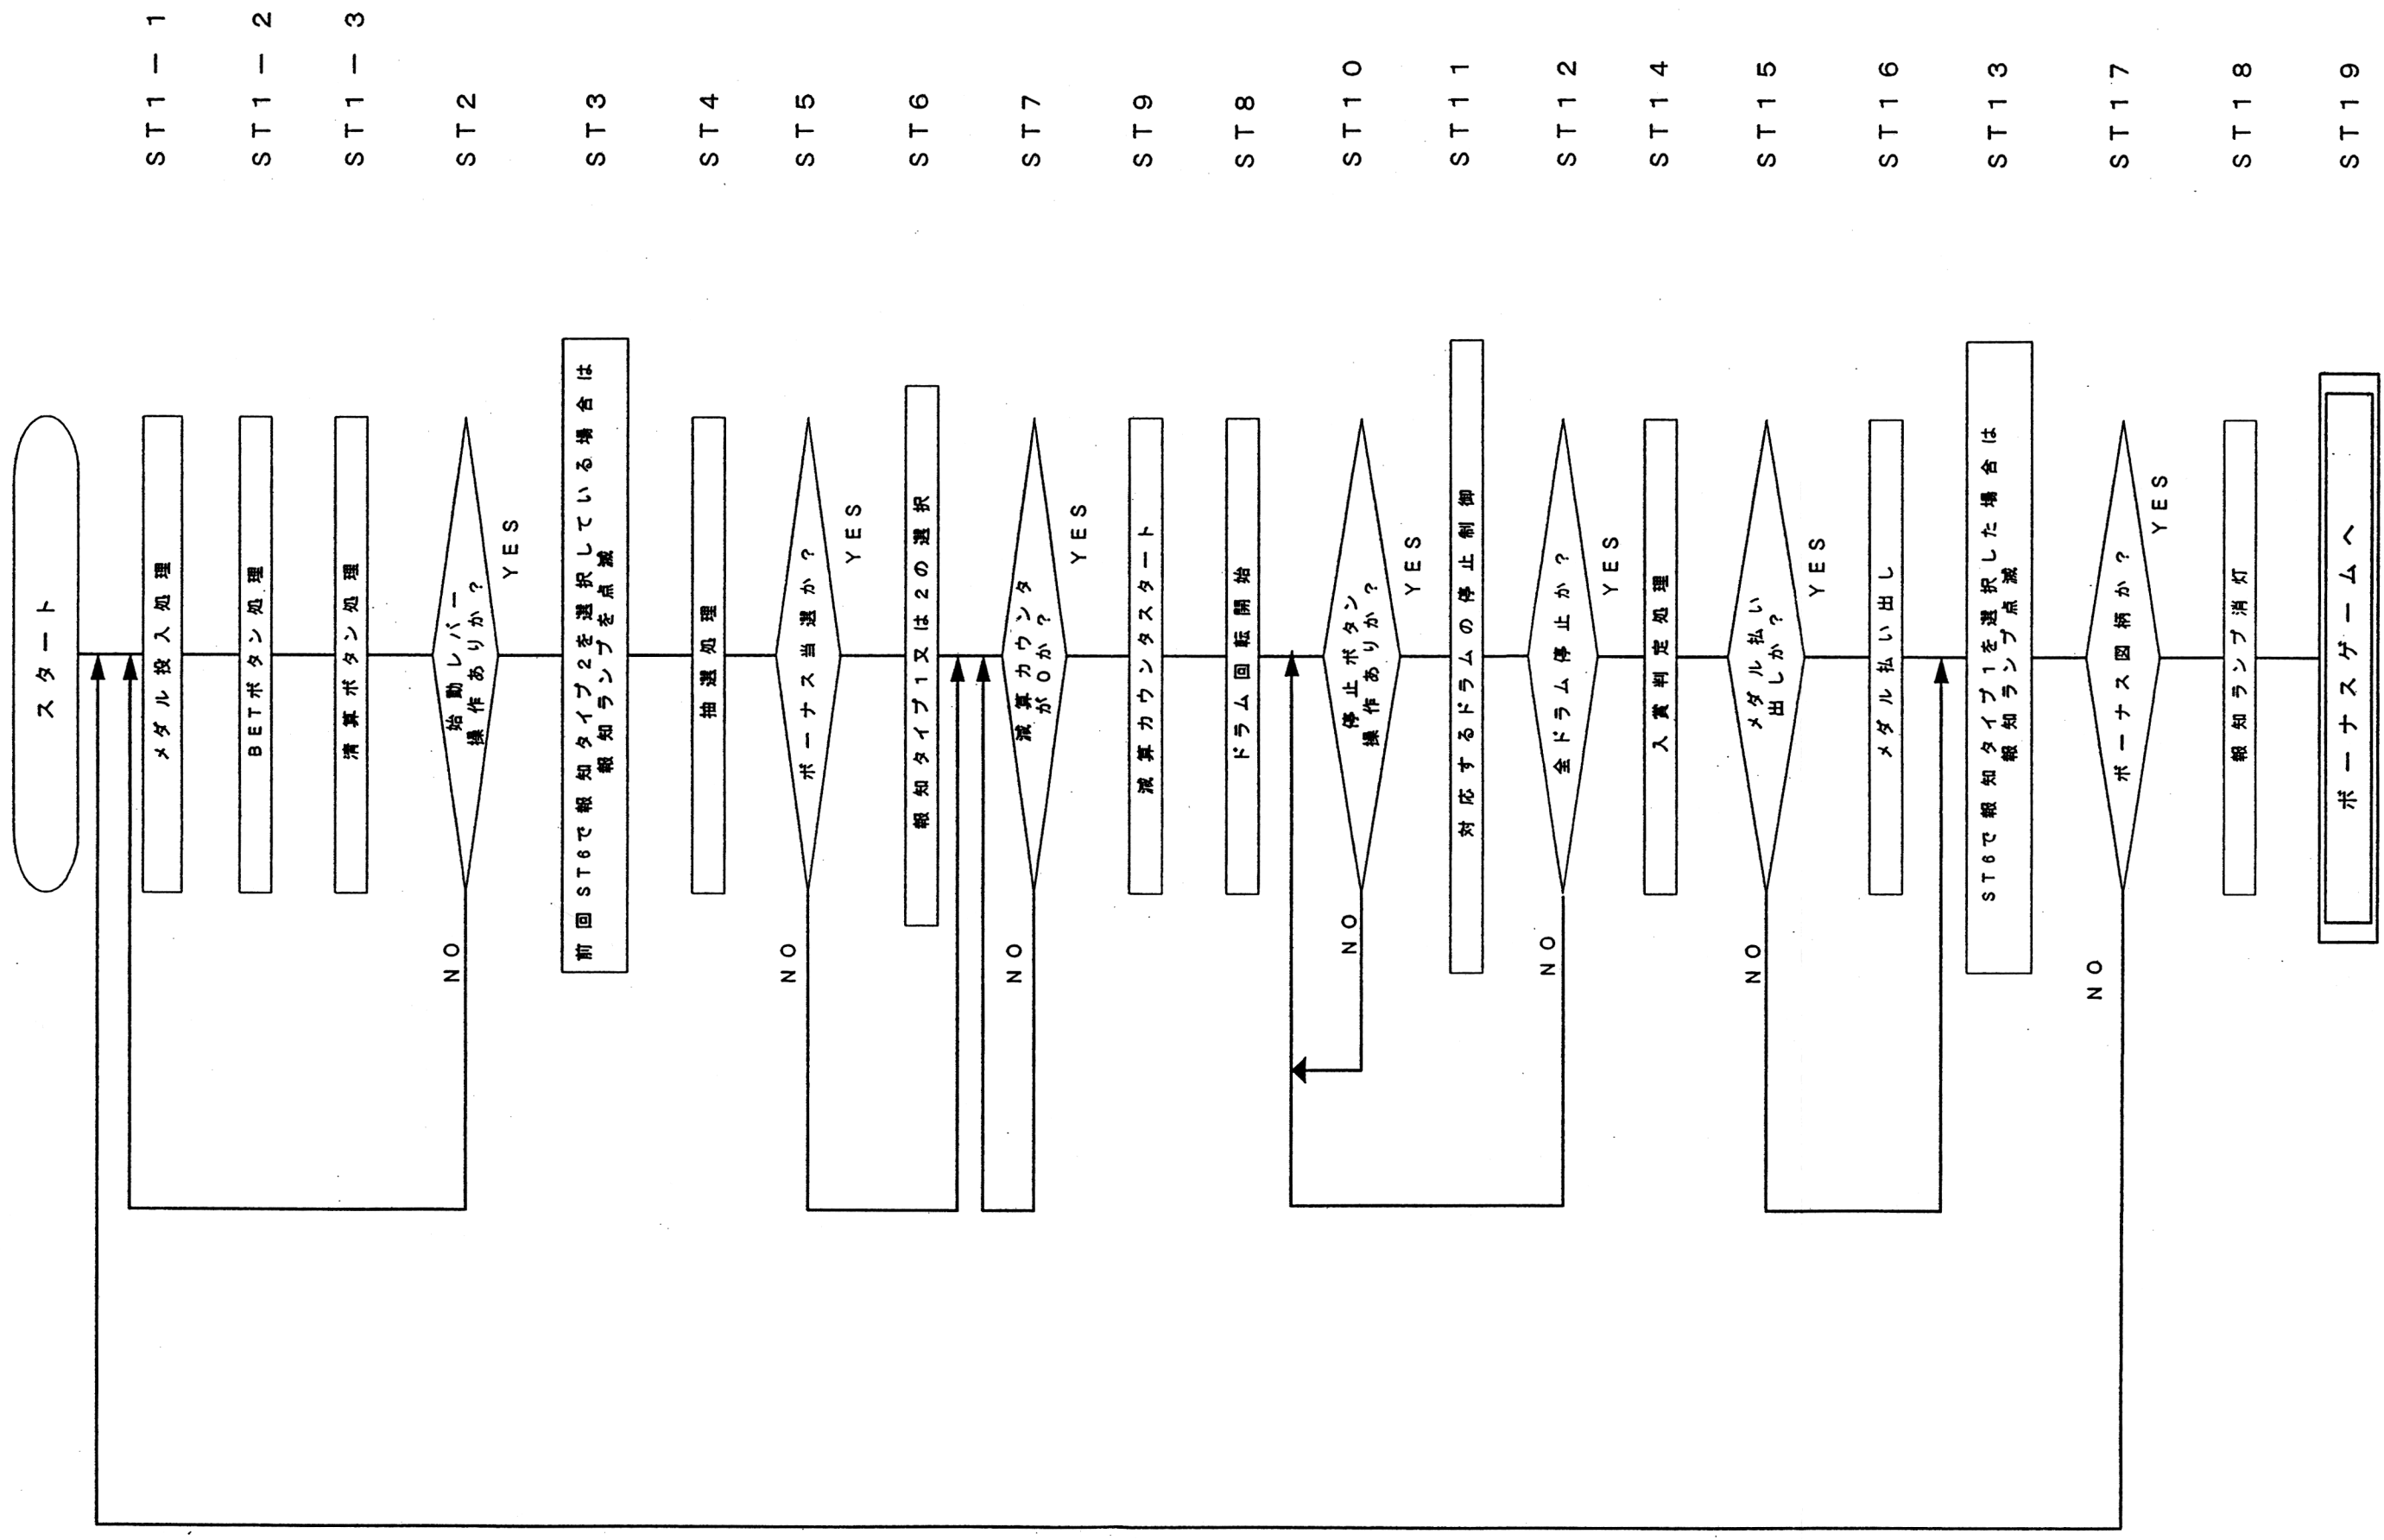 スタート
メダル投入処理
ST1-1
BETボタン処理
ST1-2
清算ボタン処理
ST1-3
始動レバー
操作ありか?
NO
YES
ST2
前回ST6で報知タイプ2を選択している場合は
報知ランプを点滅
ST3
抽選処理
ST4
ボーナス当選か?
NO
YES
ST5
報知タイプ1又は2の選択
ST6
減算カウンタ
が0か?
NO
YES
ST7
減算カウンタスタート
ST9
ドラム回転開始
ST8
停止ボタン
操作ありか?
NO
YES
ST10
対応するドラムの停止制御
ST11
全ドラム停止か?
NO
YES
ST12
入賞判定処理
ST14
メダル払い
出しか?
NO
YES
ST15
メダル払い出し
ST16
ST6で報知タイプ1を選択した場合は
報知ランプ点滅
ST13
ボーナス図柄か?
NO
YES
ST17
報知ランプ消灯
ST18
ボーナスゲームへ
ST19